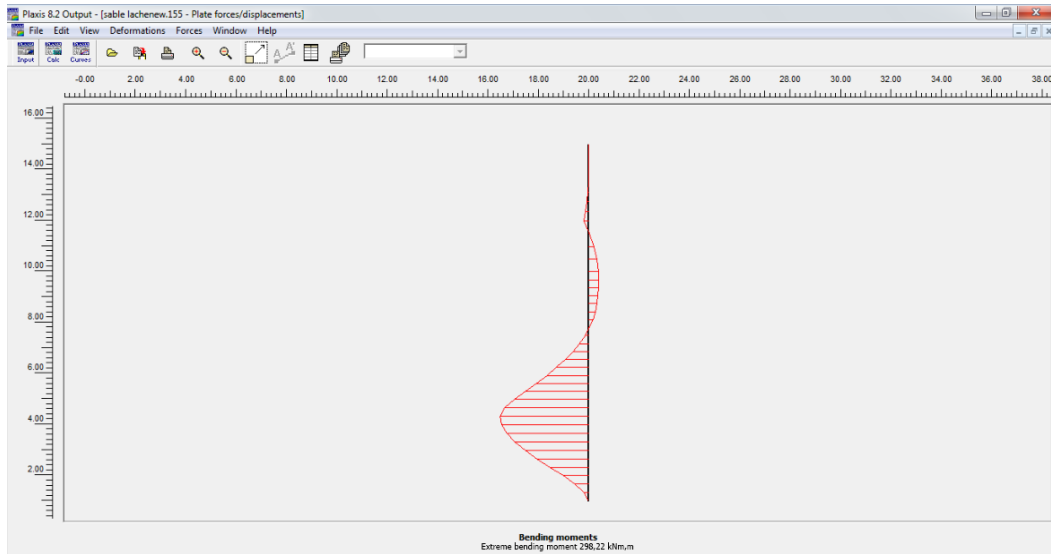 Plaxis 8.2 Output - [sable lachenew.155 - Plate forces/displacements]
File Edit View Deformations Forces Window Help
Input Calc Curves
-0.00 2.00 4.00 6.00 8.00 10.00 12.00 14.00 16.00 18.00 20.00 22.00 24.00 26.00 28.00 30.00 32.00 34.00 36.00 38.00
16.00
14.00
12.00
10.00
8.00
6.00
4.00
2.00
Bending moments
Extreme bending moment 298,22 kNm,m